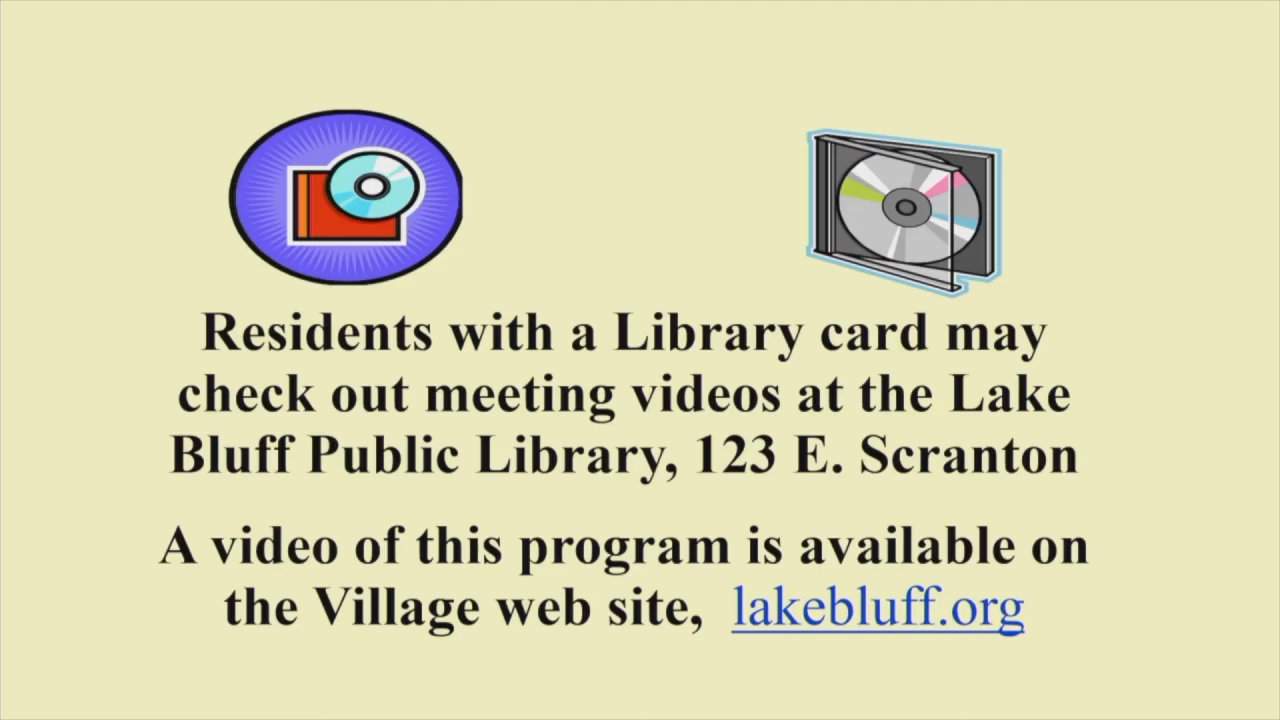 Residents with a Library card may
check out meeting videos at the Lake
Bluff Public Library, 123 E. Scranton
A video of this program is available on
the Village web site, lakebluff.org